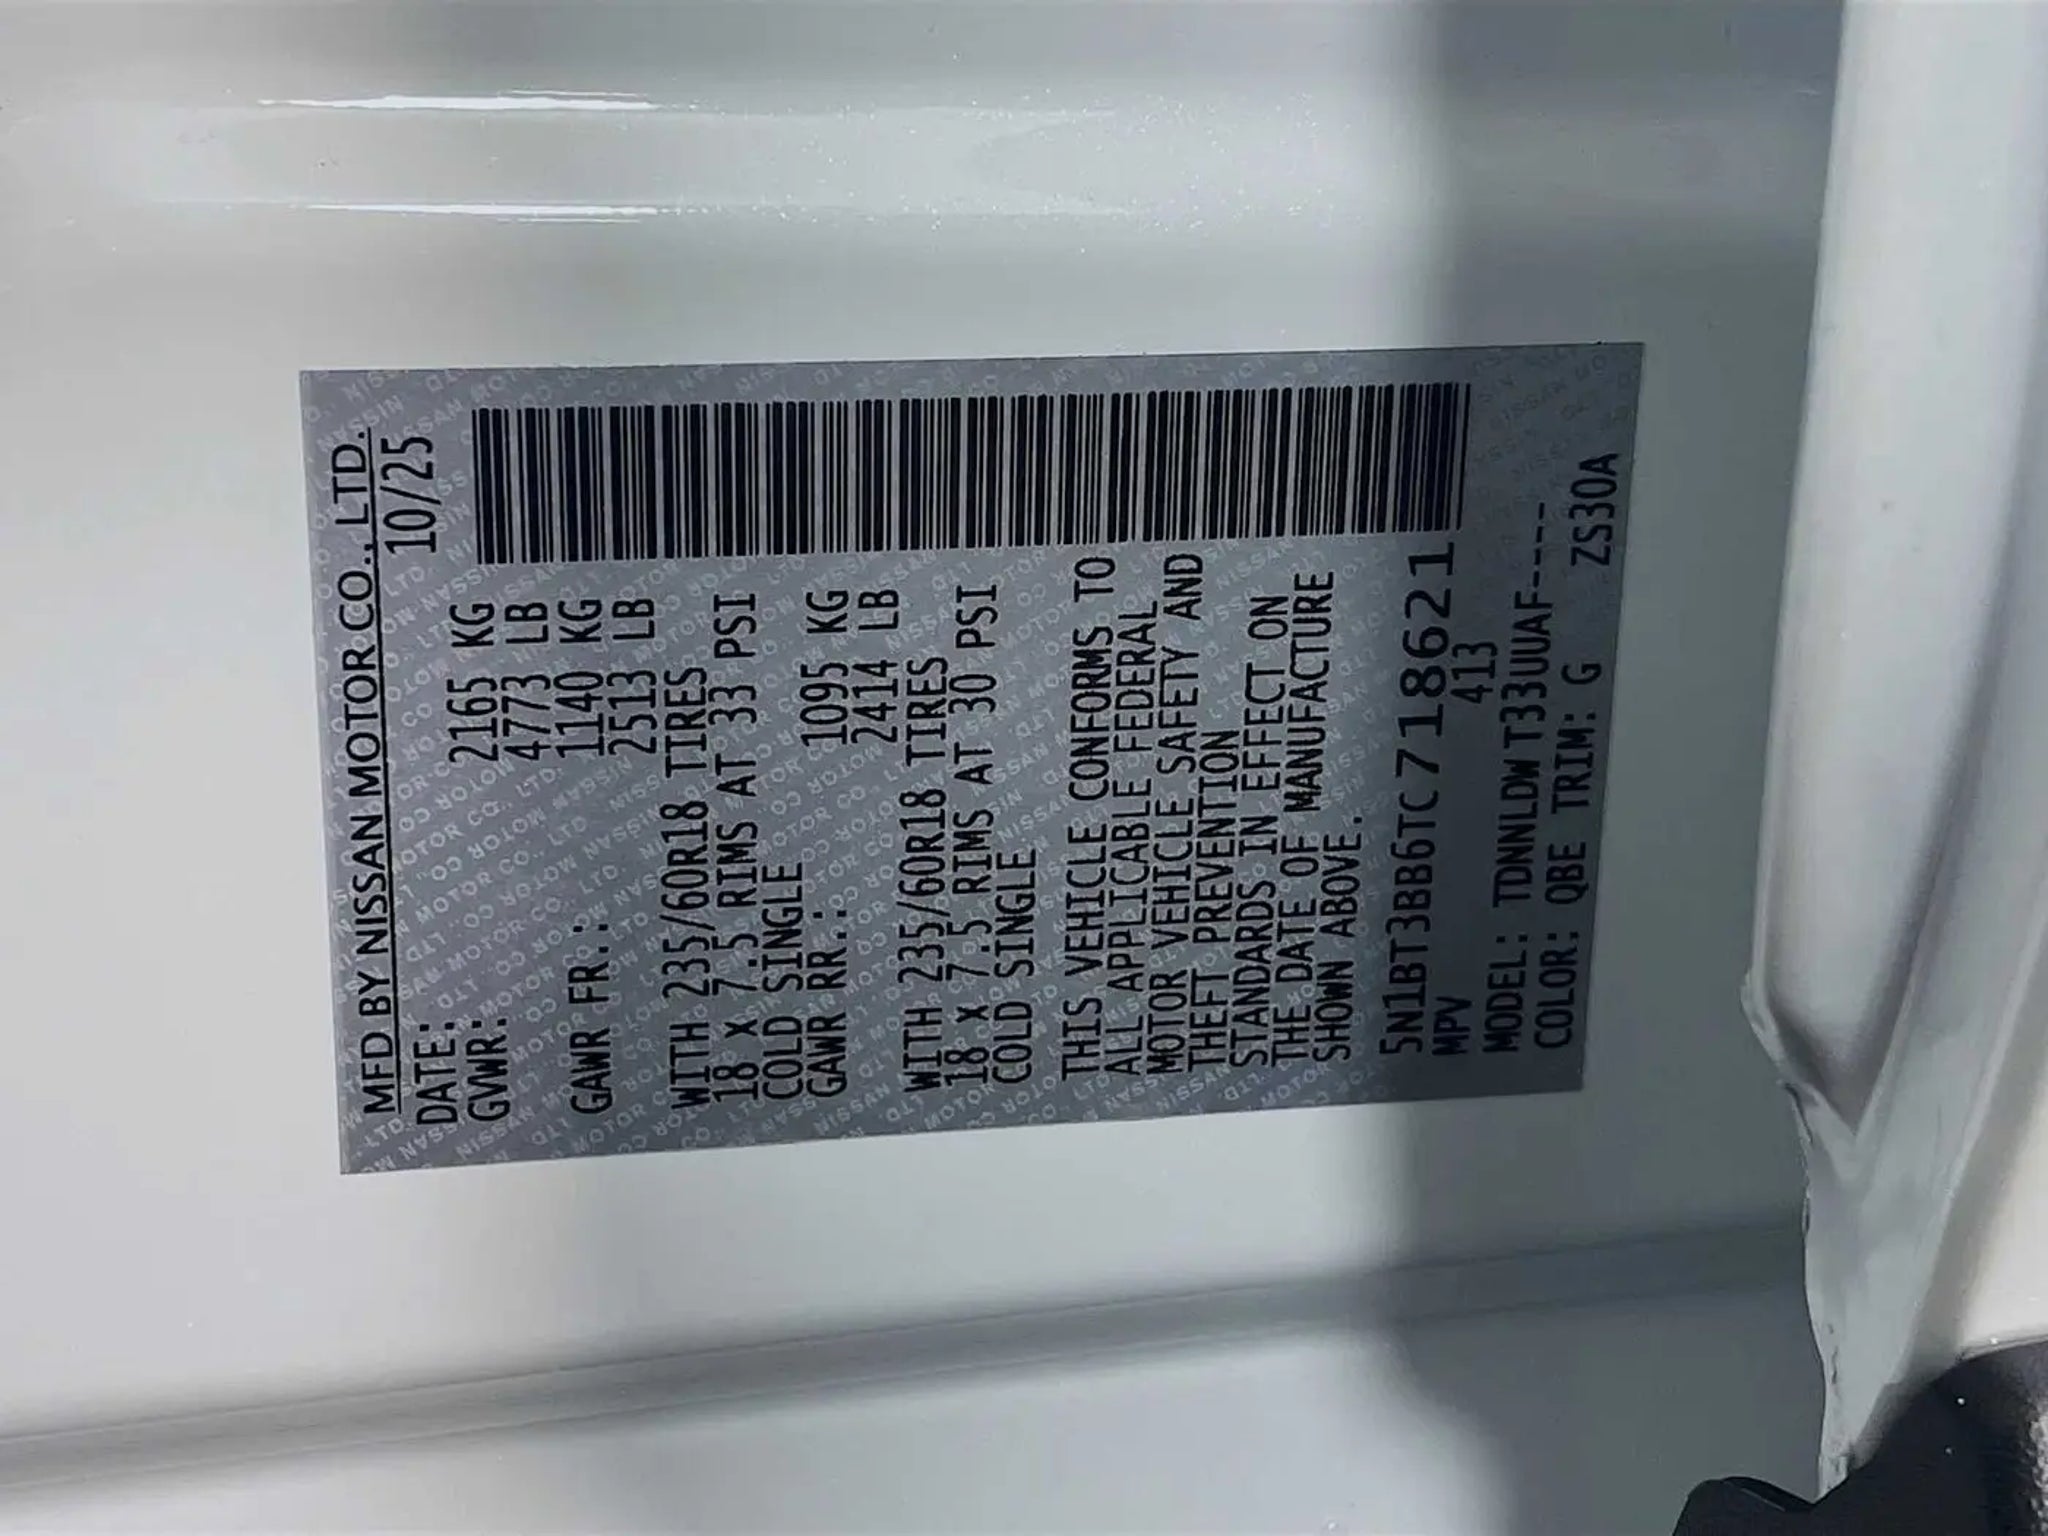 MFD BY NISSAN MOTOR CO., LTD.
DATE: 10/25
GVWR: 2165 KG
4773 LB
GAWR FR.: 1140 KG
2513 LB
WITH 235/60R18 TIRES
18 x 7.5 RIMS AT 33 PSI
COLD SINGLE
GAWR RR.: 1095 KG
2414 LB
WITH 235/60R18 TIRES
18 x 7.5 RIMS AT 30 PSI
COLD SINGLE
THIS VEHICLE CONFORMS TO
ALL APPLICABLE FEDERAL
MOTOR VEHICLE SAFETY AND
THEFT PREVENTION
STANDARDS IN EFFECT ON
THE DATE OF MANUFACTURE
SHOWN ABOVE.
5N1BT3BB6TC718621
MPV 413
MODEL: TDNNLDW T33UUAF-----
COLOR: QBE TRIM: G ZS30A